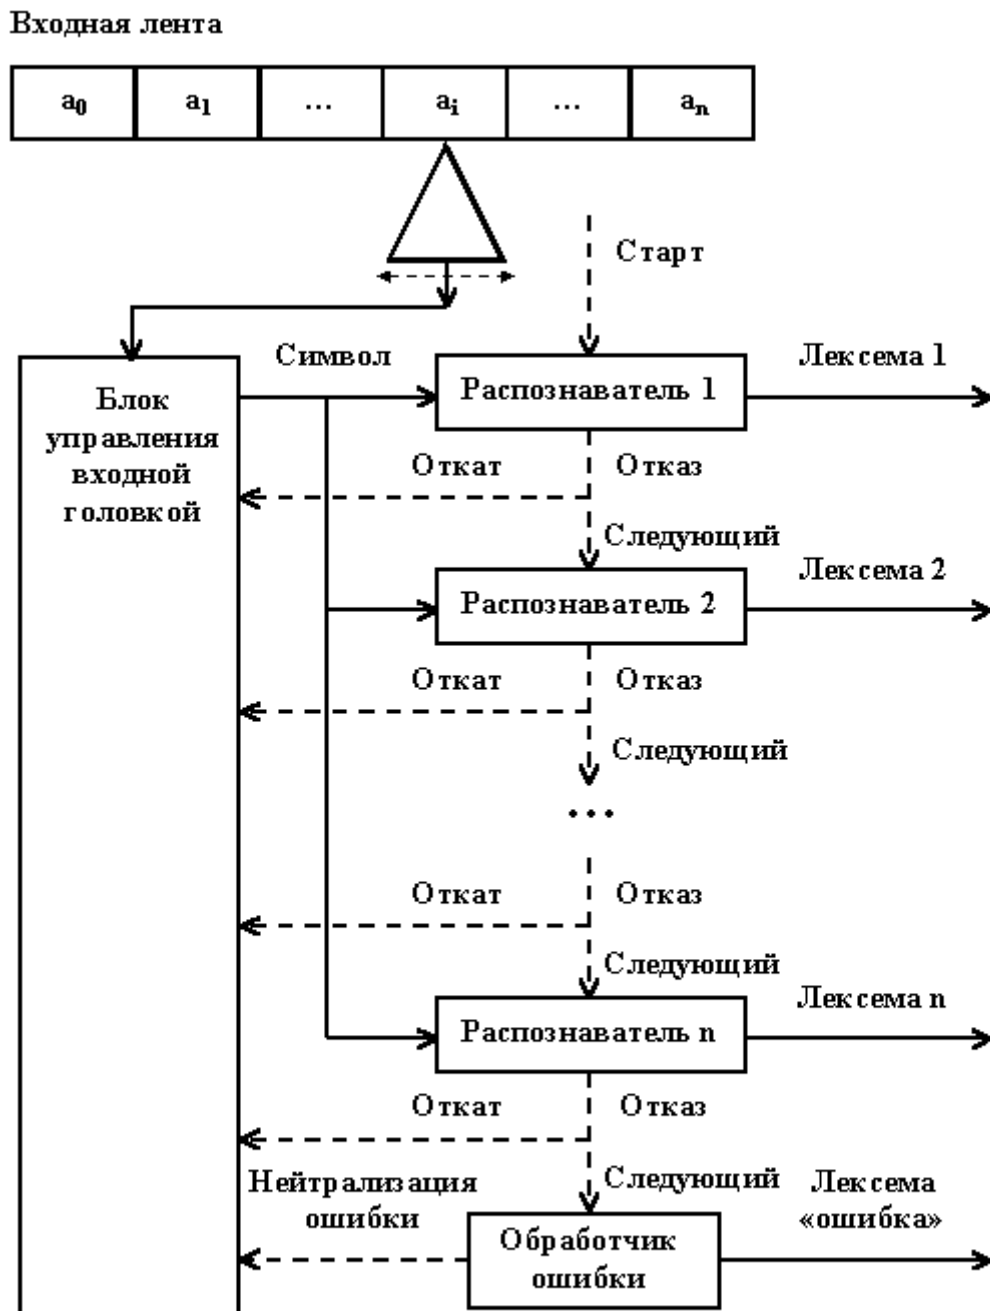 Входная лента
a0 a1 ... ai ... an
Старт
Символ
Лексема 1
Распознаватель 1
Блок
управления
входной
головкой
Откат
Отказ
Следующий
Лексема 2
Распознаватель 2
Откат
Отказ
Следующий
...
Откат
Отказ
Следующий
Лексема n
Распознаватель n
Откат
Отказ
Следующий
Нейтрализация
ошибки
Лексема
«ошибка»
Обработчик
ошибки